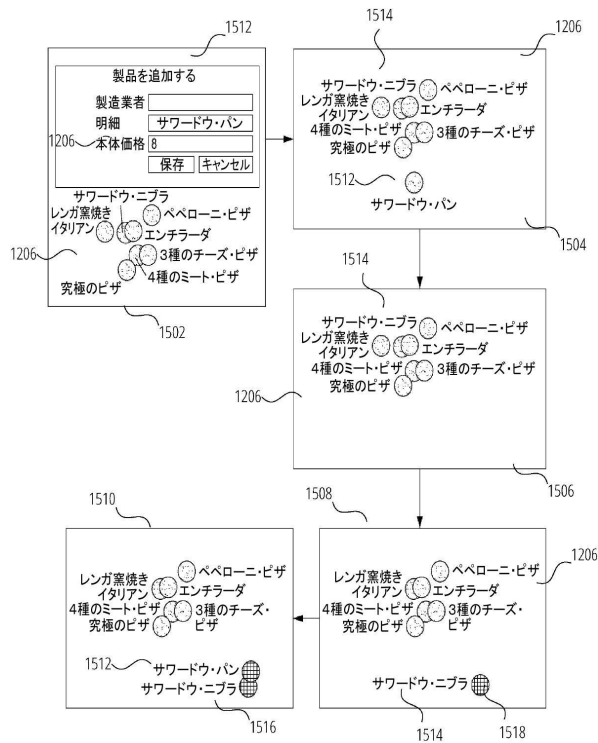 1512
製品を追加する
製造業者
明細 サワードウ・パン
1206 本体価格 8
保存 キャンセル
サワードウ・ニブラ
ペペローニ・ピザ
レンガ窯焼き
イタリアン
エンチラーダ
1206
3種のチーズ・ピザ
4種のミート・ピザ
究極のピザ
1502
1514
1206
サワードウ・ニブラ
ペペローニ・ピザ
レンガ窯焼き
イタリアン
エンチラーダ
4種のミート・ピザ
3種のチーズ・ピザ
究極のピザ
1512
サワードウ・パン
1504
1514
サワードウ・ニブラ
ペペローニ・ピザ
レンガ窯焼き
イタリアン
エンチラーダ
4種のミート・ピザ
3種のチーズ・ピザ
究極のピザ
1206
1506
1508
1206
ペペローニ・ピザ
レンガ窯焼き
イタリアン
エンチラーダ
4種のミート・ピザ
3種のチーズ・
ピザ
究極のピザ
サワードウ・ニブラ
1514
1518
1510
ペペローニ・ピザ
レンガ窯焼き
イタリアン
エンチラーダ
4種のミート・ピザ
3種のチーズ・
ピザ
究極のピザ
1512
サワードウ・パン
サワードウ・ニブラ
1516